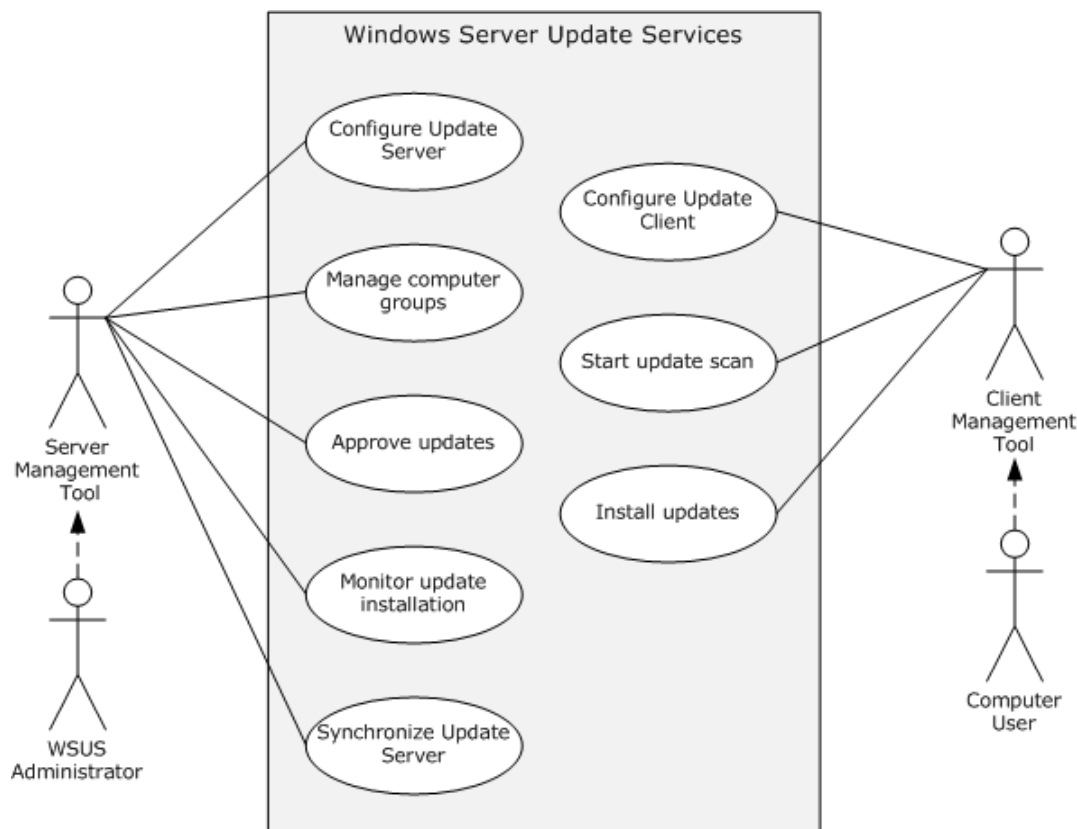 Windows Server Update Services
Configure Update
Server
Manage computer
groups
Approve updates
Monitor update
installation
Synchronize Update
Server
Configure Update
Client
Start update scan
Install updates
Server
Management
Tool
WSUS
Administrator
Client
Management
Tool
Computer
User